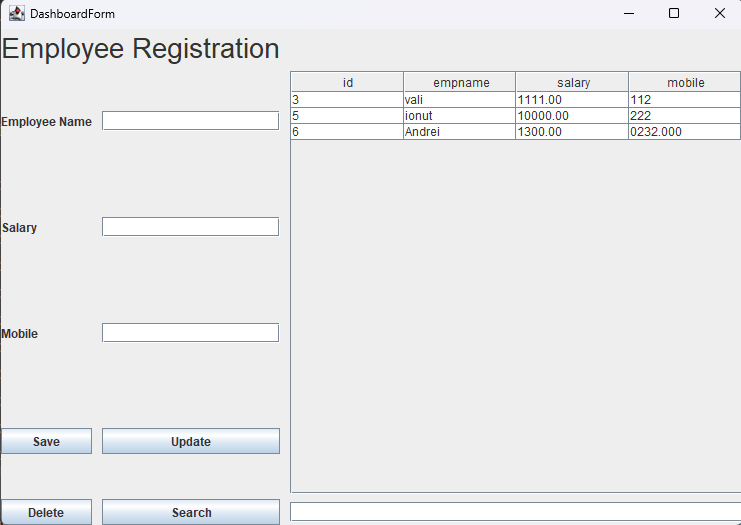 DashboardForm
Employee Registration
id empname salary mobile
3 vali 1111.00 112
5 ionut 10000.00 222
6 Andrei 1300.00 0232.000
Employee Name
Salary
Mobile
Save Update
Delete Search